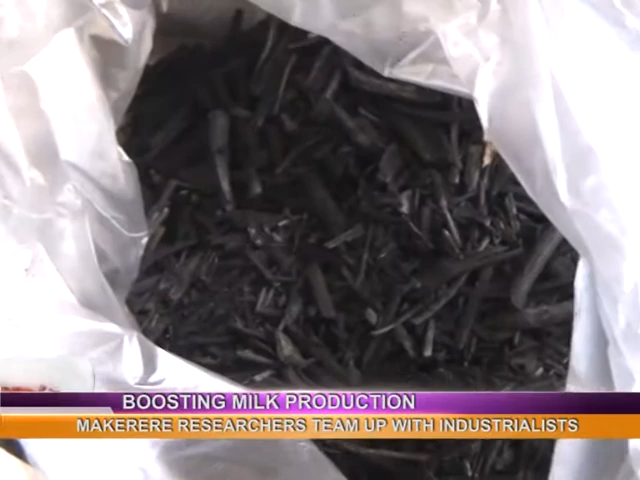 BOOSTING MILK PRODUCTION
MAKERERE RESEARCHERS TEAM UP WITH INDUSTRIALISTS